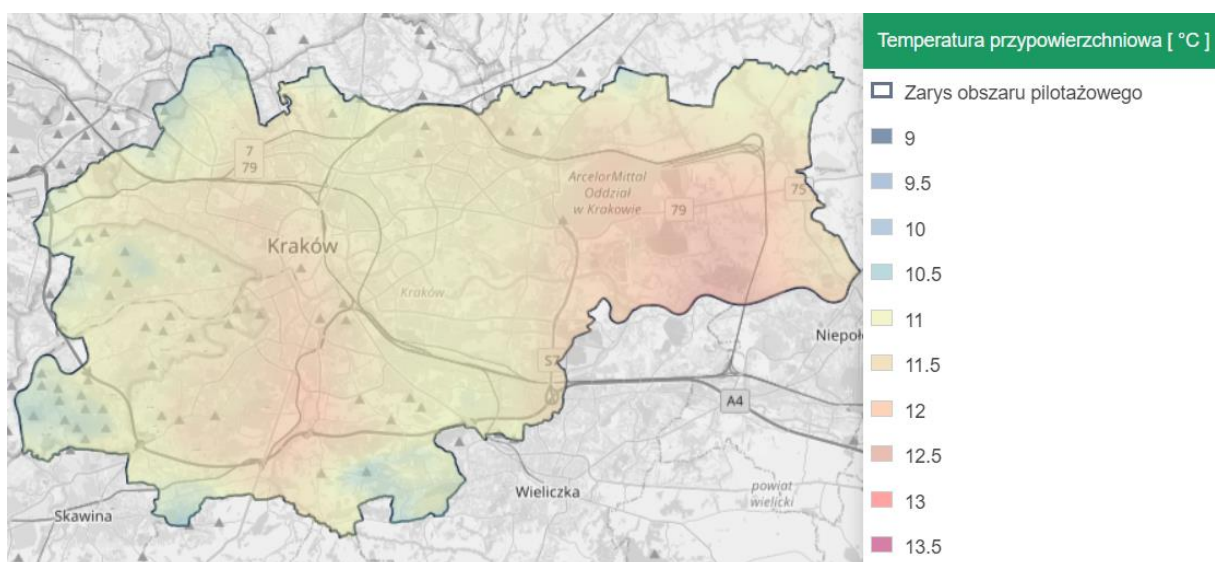 Temperatura przypowierzchniowa [ °C ]
Zarys obszaru pilotażowego
9
9.5
10
10.5
11
11.5
12
12.5
13
13.5
7
79
ArcelorMittal
Oddział
w Krakowie
79
75
Kraków
Kraków
Niepoł
S7
A4
Wieliczka
powiat
wielicki
Skawina